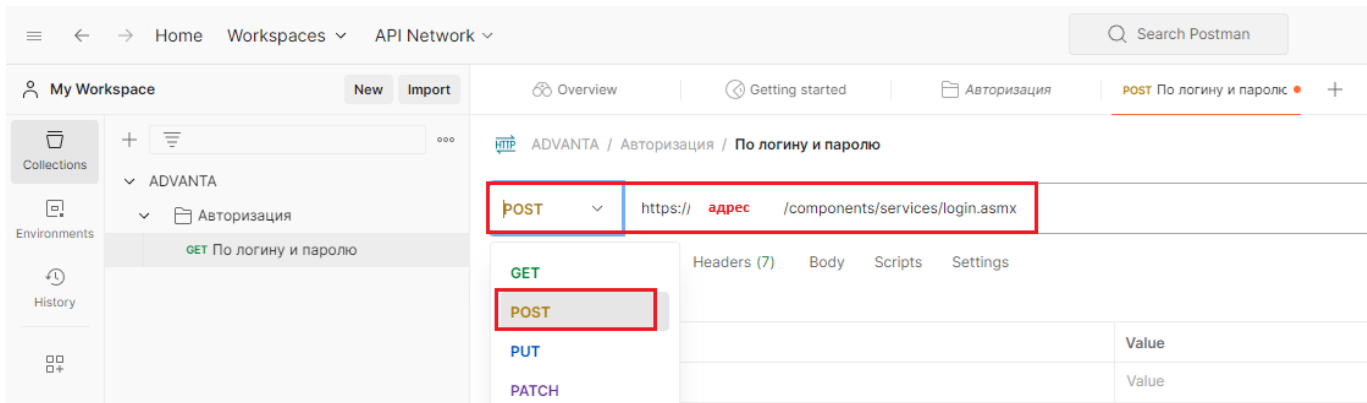 Home Workspaces API Network Search Postman
My Workspace New Import Overview Getting started Авторизация POST По логину и паролк
Collections
ADVANTA / Авторизация / По логину и паролю
ADVANTA
Авторизация
POST https:// адрес /components/services/login.asmx
Environments
GET По логину и паролю
GET Headers (7) Body Scripts Settings
History
POST
PUT Value
PATCH Value